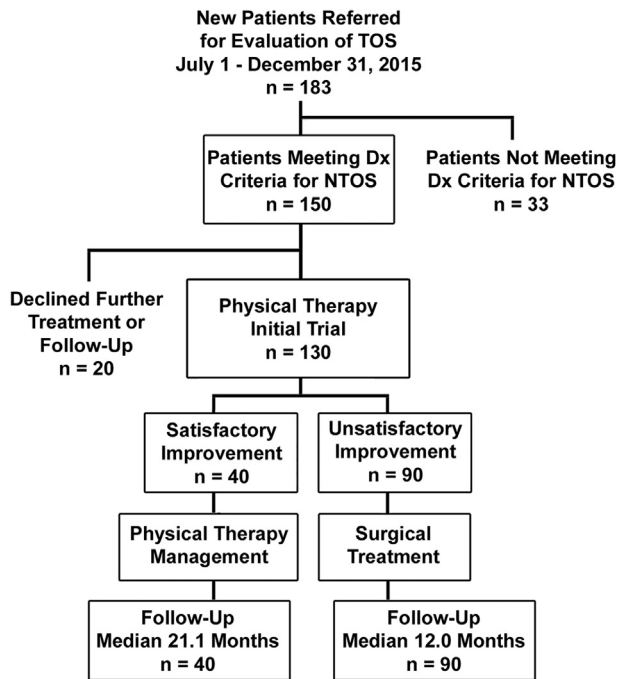 New Patients Referred
for Evaluation of TOS
July 1 - December 31, 2015
n = 183
Patients Meeting Dx
Criteria for NTOS
n = 150
Patients Not Meeting
Dx Criteria for NTOS
n = 33
Declined Further
Treatment or
Follow-Up
n = 20
Physical Therapy
Initial Trial
n = 130
Satisfactory
Improvement
n = 40
Unsatisfactory
Improvement
n = 90
Physical Therapy
Management
Surgical
Treatment
Follow-Up
Median 21.1 Months
n = 40
Follow-Up
Median 12.0 Months
n = 90